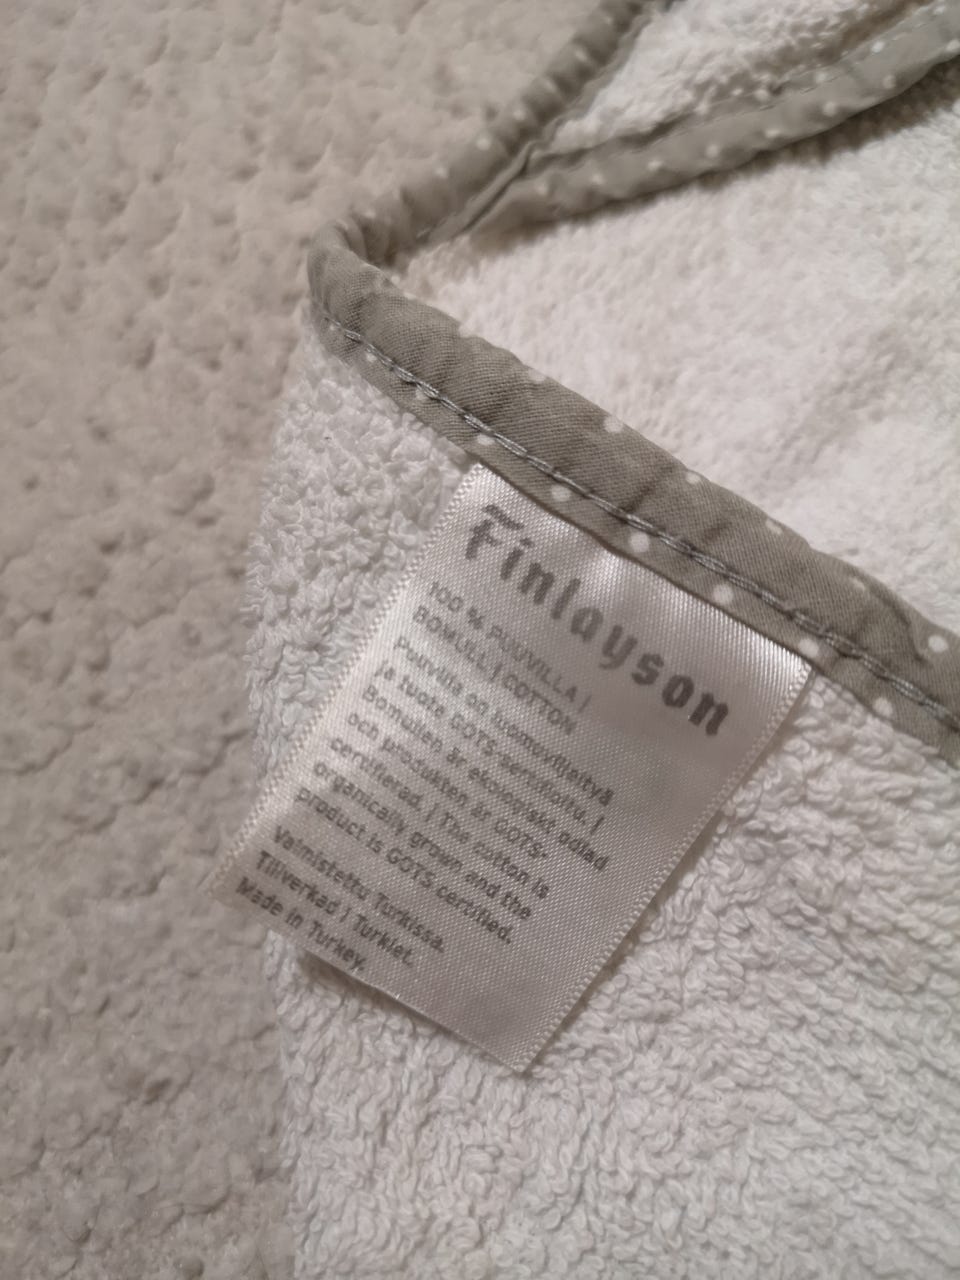 Finlayson
100 % PUUVILLA |
BOMULL | COTTON
Puuvilla on luomuviljeltyä
ja tuote GOTS-sertifioitu. |
Bomullen är ekologiskt odlad
och produkten är GOTS-
certifierad. | The cotton is
organically grown and the
product is GOTS certified.
Valmistettu Turkissa.
Tillverkad i Turkiet.
Made in Turkey.